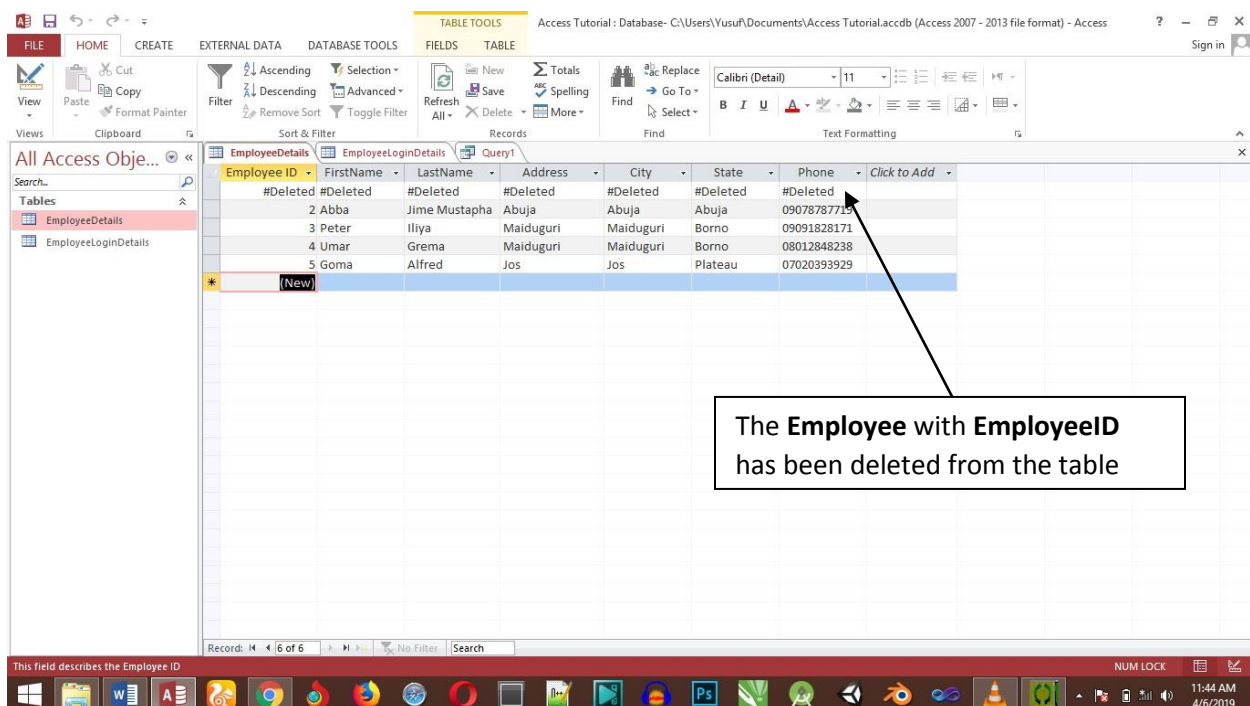 TABLE TOOLS
Access Tutorial : Database- C:\Users\Yusuf\Documents\Access Tutorial.accdb (Access 2007 - 2013 file format) - Access
FILE HOME CREATE EXTERNAL DATA DATABASE TOOLS FIELDS TABLE Sign in
View
Views
Paste
Cut
Copy
Format Painter
Clipboard
Filter
Ascending
Descending
Remove Sort
Selection
Advanced
Toggle Filter
Sort & Filter
Refresh
All
New
Save
Delete
Totals
Spelling
More
Records
Find
Replace
Go To
Select
Find
Calibri (Detail) 11
B I U A
Text Formatting
All Access Obje...
Search...
Tables
EmployeeDetails
EmployeeLoginDetails
EmployeeDetails EmployeeLoginDetails Query1
Employee ID FirstName LastName Address City State Phone Click to Add
#Deleted #Deleted #Deleted #Deleted #Deleted #Deleted #Deleted
2 Abba Jime Mustapha Abuja Abuja Abuja 09078787719
3 Peter Iliya Maiduguri Maiduguri Borno 09091828171
4 Umar Grema Maiduguri Maiduguri Borno 08012848238
5 Goma Alfred Jos Jos Plateau 07020393929
(New)
The Employee with EmployeeID
has been deleted from the table
Record: 6 of 6 No Filter Search
This field describes the Employee ID NUM LOCK
11:44 AM
4/6/2019